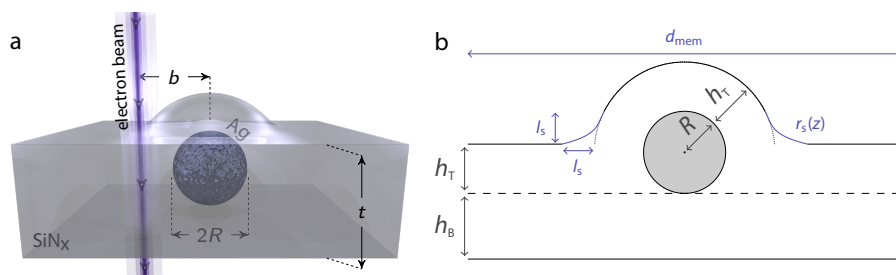 a
electron beam
b
Ag
t
2R
SiNx
b
d_mem
h_T
l_s
R
r_s(z)
l_s
h_T
h_B